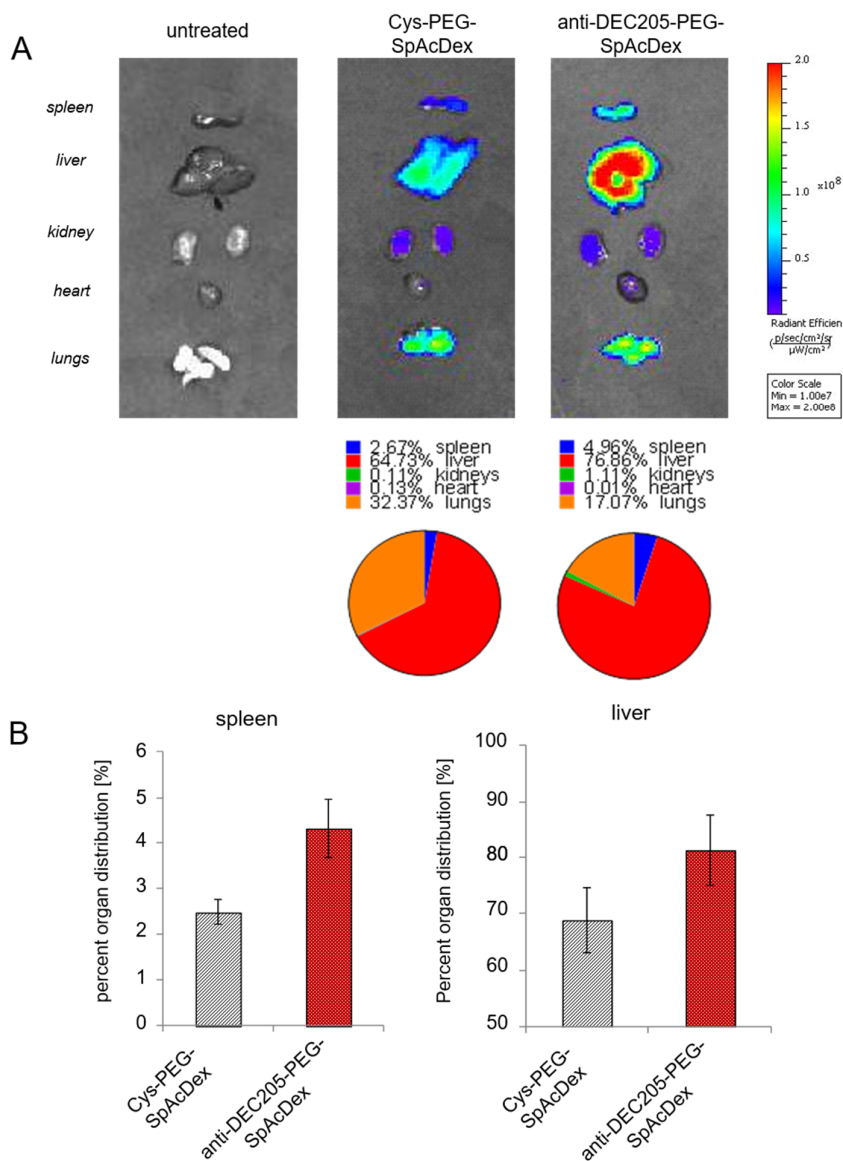 A
untreated
Cys-PEG-
SpAcDex
anti-DEC205-PEG-
SpAcDex
spleen
liver
kidney
heart
lungs
2.0
1.5
1.0
x10⁸
0.5
Radiant Efficien
(p/sec/cm²/sr
µW/cm²)
Color Scale
Min = 1.00e7
Max = 2.00e8
2.67% spleen
64.73% liver
0.11% kidneys
0.13% heart
32.37% lungs
4.96% spleen
76.86% liver
1.11% kidneys
0.01% heart
17.07% lungs
B
spleen
percent organ distribution [%]
6
5
4
3
2
1
0
Cys-PEG-
SpAcDex
anti-DEC205-PEG-
SpAcDex
liver
Percent organ distribution [%]
100
90
80
70
60
50
Cys-PEG-
SpAcDex
anti-DEC205-PEG-
SpAcDex